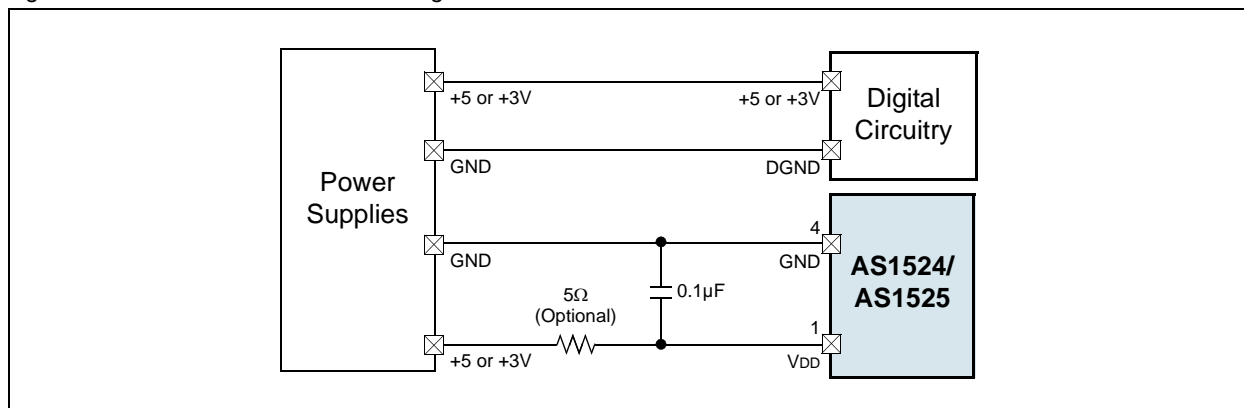 Power
Supplies
+5 or +3V
+5 or +3V
Digital
Circuitry
GND
DGND
GND
4
GND
AS1524/
AS1525
5Ω
(Optional)
0.1µF
+5 or +3V
1
VDD